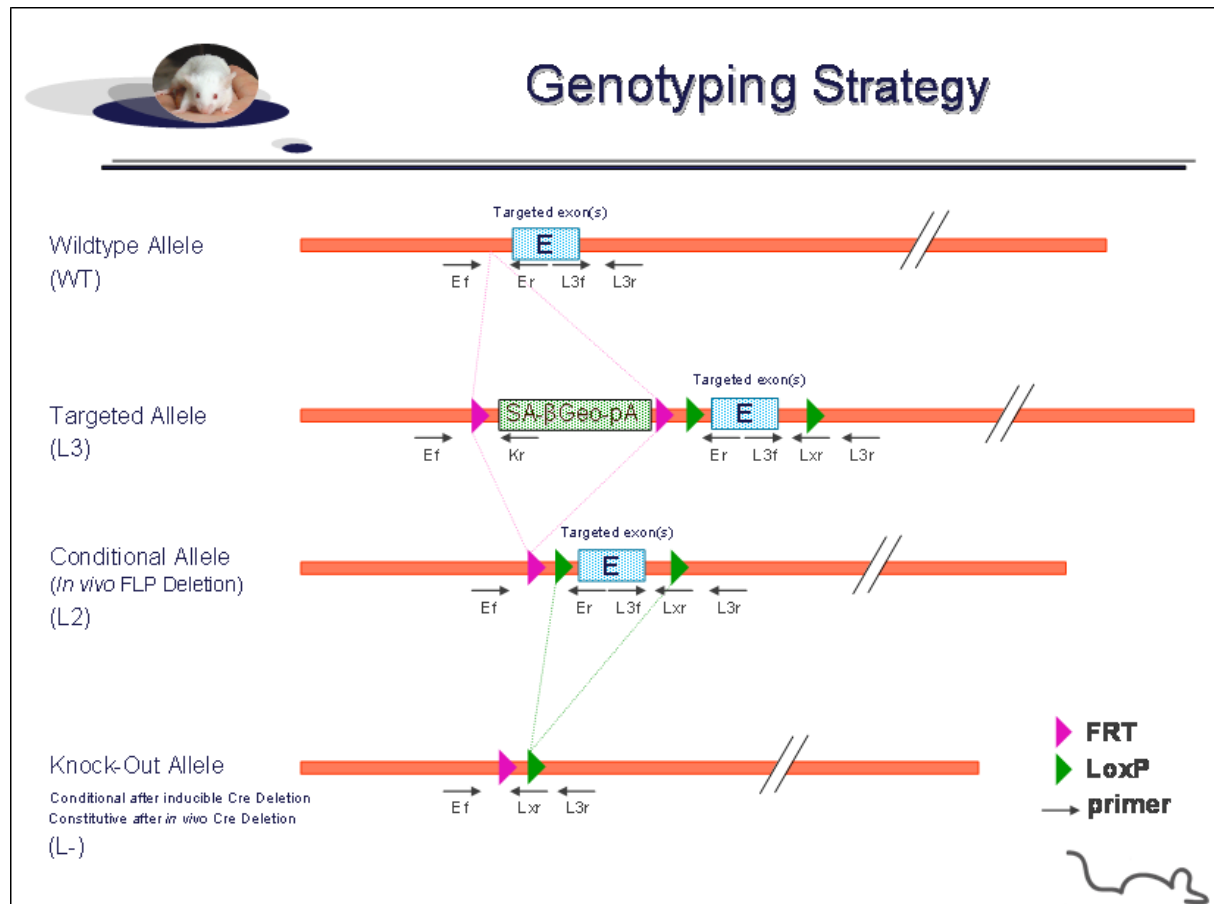 Genotyping Strategy
Targeted exon(s)
Wildtype Allele
(WT)
E
Ef
Er
L3f
L3r
Targeted exon(s)
Targeted Allele
(L3)
SA-βGeo-pA
E
Ef
Kr
Er
L3f
Lxr
L3r
Targeted exon(s)
Conditional Allele
(In vivo FLP Deletion)
(L2)
E
Ef
Er
L3f
Lxr
L3r
Knock-Out Allele
Conditional after inducible Cre Deletion
Constitutive after in vivo Cre Deletion
(L-)
Ef
Lxr
L3r
FRT
LoxP
primer